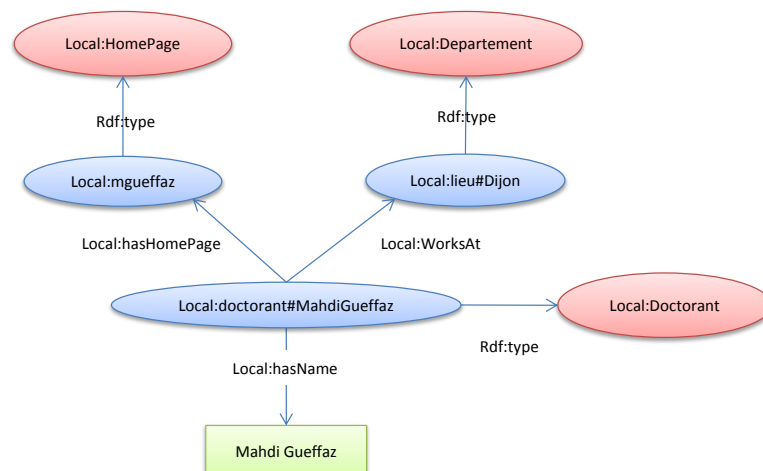 Local:HomePage
Local:Departement
Rdf:type
Rdf:type
Local:mgueffaz
Local:lieu#Dijon
Local:hasHomePage
Local:WorksAt
Local:doctorant#MahdiGueffaz
Local:Doctorant
Rdf:type
Local:hasName
Mahdi Gueffaz